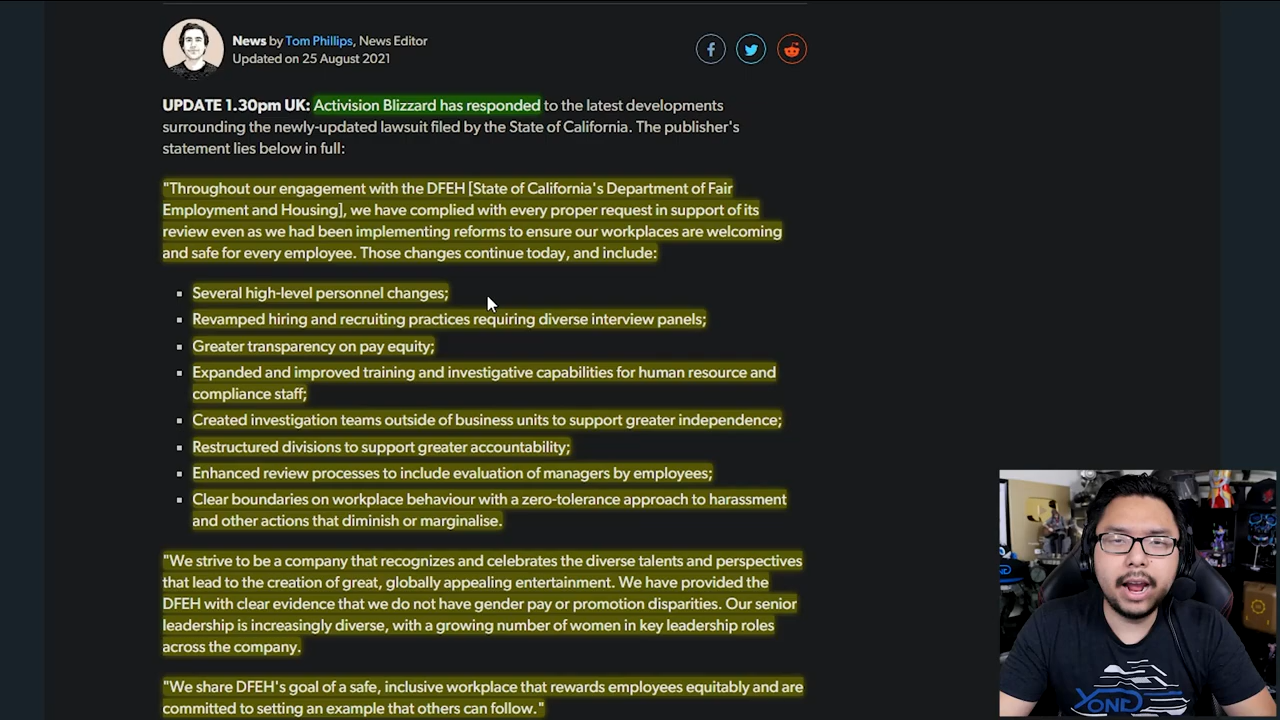 News by Tom Phillips, News Editor
Updated on 25 August 2021
UPDATE 1.30pm UK: Activision Blizzard has responded to the latest developments
surrounding the newly-updated lawsuit filed by the State of California. The publisher's
statement lies below in full:
"Throughout our engagement with the DFEH [State of California's Department of Fair
Employment and Housing], we have complied with every proper request in support of its
review even as we had been implementing reforms to ensure our workplaces are welcoming
and safe for every employee. Those changes continue today, and include:
Several high-level personnel changes;
Revamped hiring and recruiting practices requiring diverse interview panels;
Greater transparency on pay equity;
Expanded and improved training and investigative capabilities for human resource and
compliance staff;
Created investigation teams outside of business units to support greater independence;
Restructured divisions to support greater accountability;
Enhanced review processes to include evaluation of managers by employees;
Clear boundaries on workplace behaviour with a zero-tolerance approach to harassment
and other actions that diminish or marginalise.
"We strive to be a company that recognizes and celebrates the diverse talents and perspectives
that lead to the creation of great, globally appealing entertainment. We have provided the
DFEH with clear evidence that we do not have gender pay or promotion disparities. Our senior
leadership is increasingly diverse, with a growing number of women in key leadership roles
across the company.
"We share DFEH's goal of a safe, inclusive workplace that rewards employees equitably and are
committed to setting an example that others can follow."
YONG